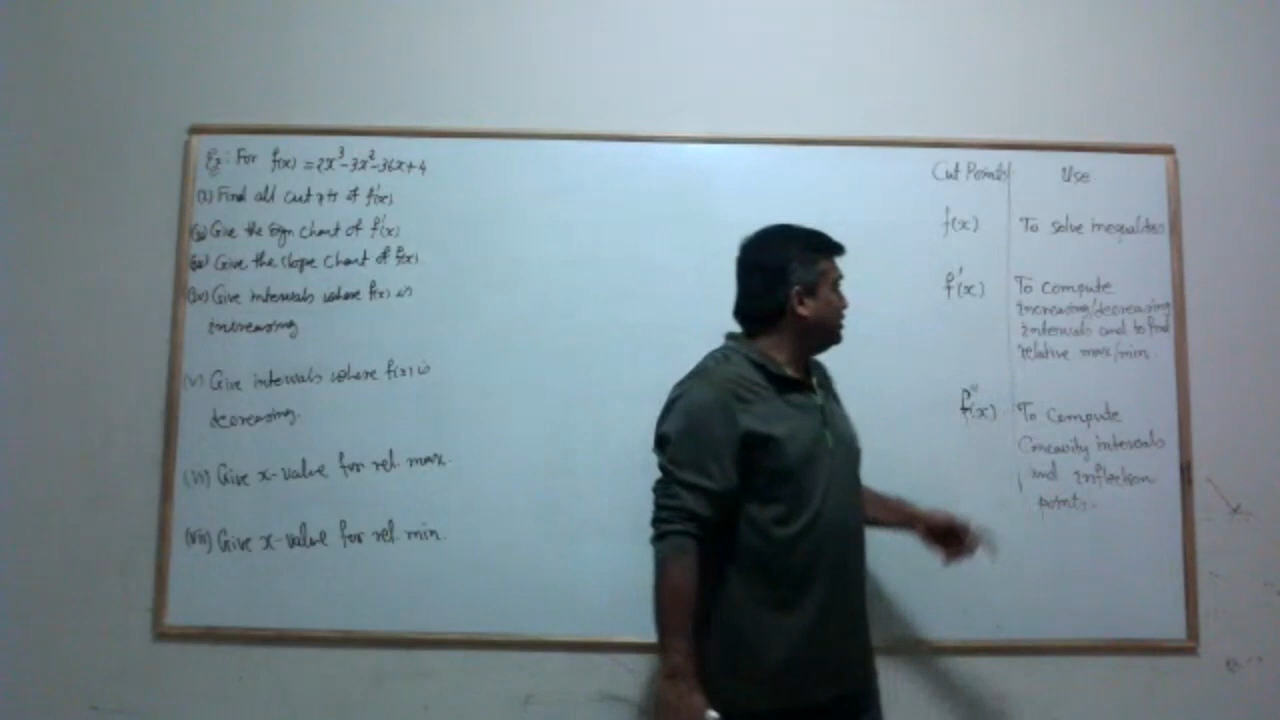 Ex: For f(x) = 2x³-3x²-36x+4
(i) Find all cut pts of f'(x)
Give the sign chart of f'(x)
Give the slope chart of f(x)
(iv) Give intervals where f(x) is
increasing
(v) Give intervals where f(x) is
decreasing.
(vi) Give x-value for rel. max.
(vii) Give x-value for rel. min.
Cut Points Use
f(x) To solve inequalities
f'(x) To compute
increasing/decreasing
intervals and to find
relative max/min.
f''(x) To compute
Concavity intervals
and inflection
points.